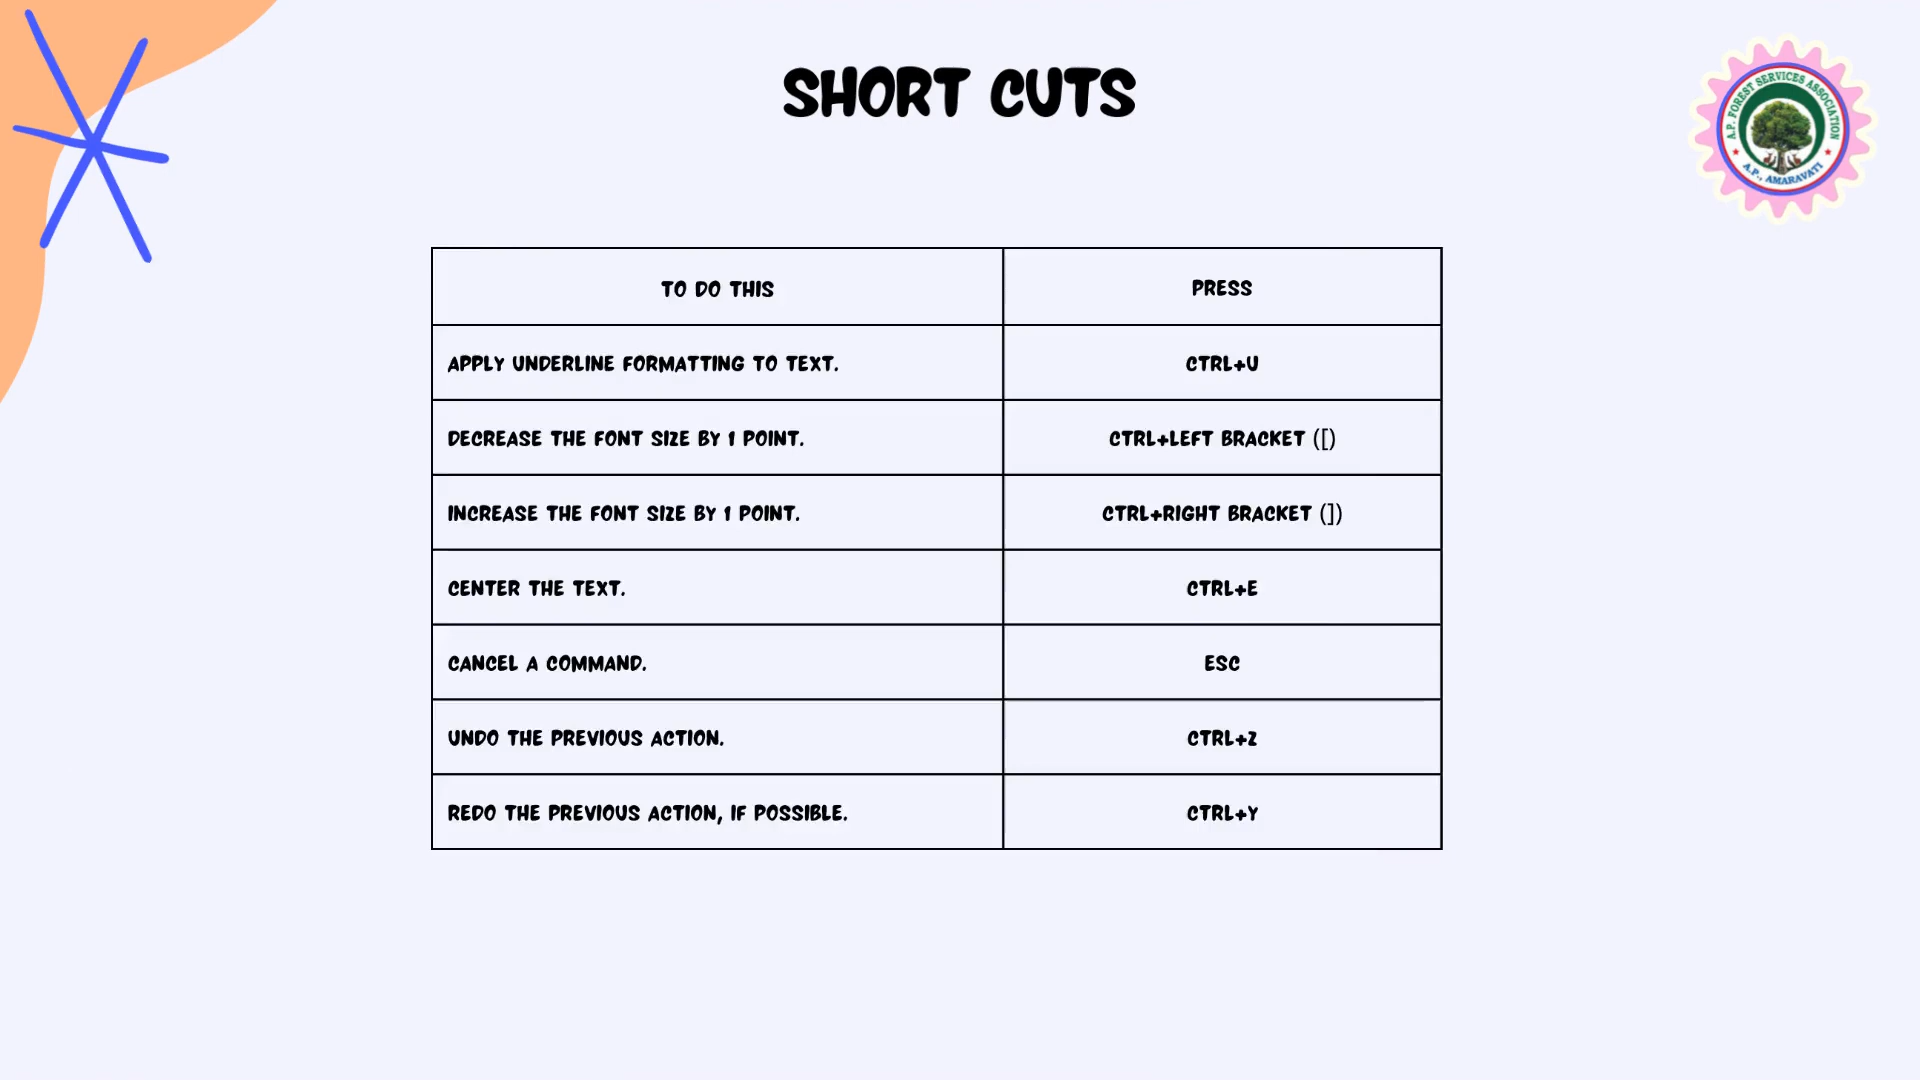 SHORT CUTS
A.P. FOREST SERVICES ASSOCIATION
A.P., AMARAVATI
TO DO THIS PRESS
APPLY UNDERLINE FORMATTING TO TEXT. CTRL+U
DECREASE THE FONT SIZE BY 1 POINT. CTRL+LEFT BRACKET ([)
INCREASE THE FONT SIZE BY 1 POINT. CTRL+RIGHT BRACKET (])
CENTER THE TEXT. CTRL+E
CANCEL A COMMAND. ESC
UNDO THE PREVIOUS ACTION. CTRL+Z
REDO THE PREVIOUS ACTION, IF POSSIBLE. CTRL+Y